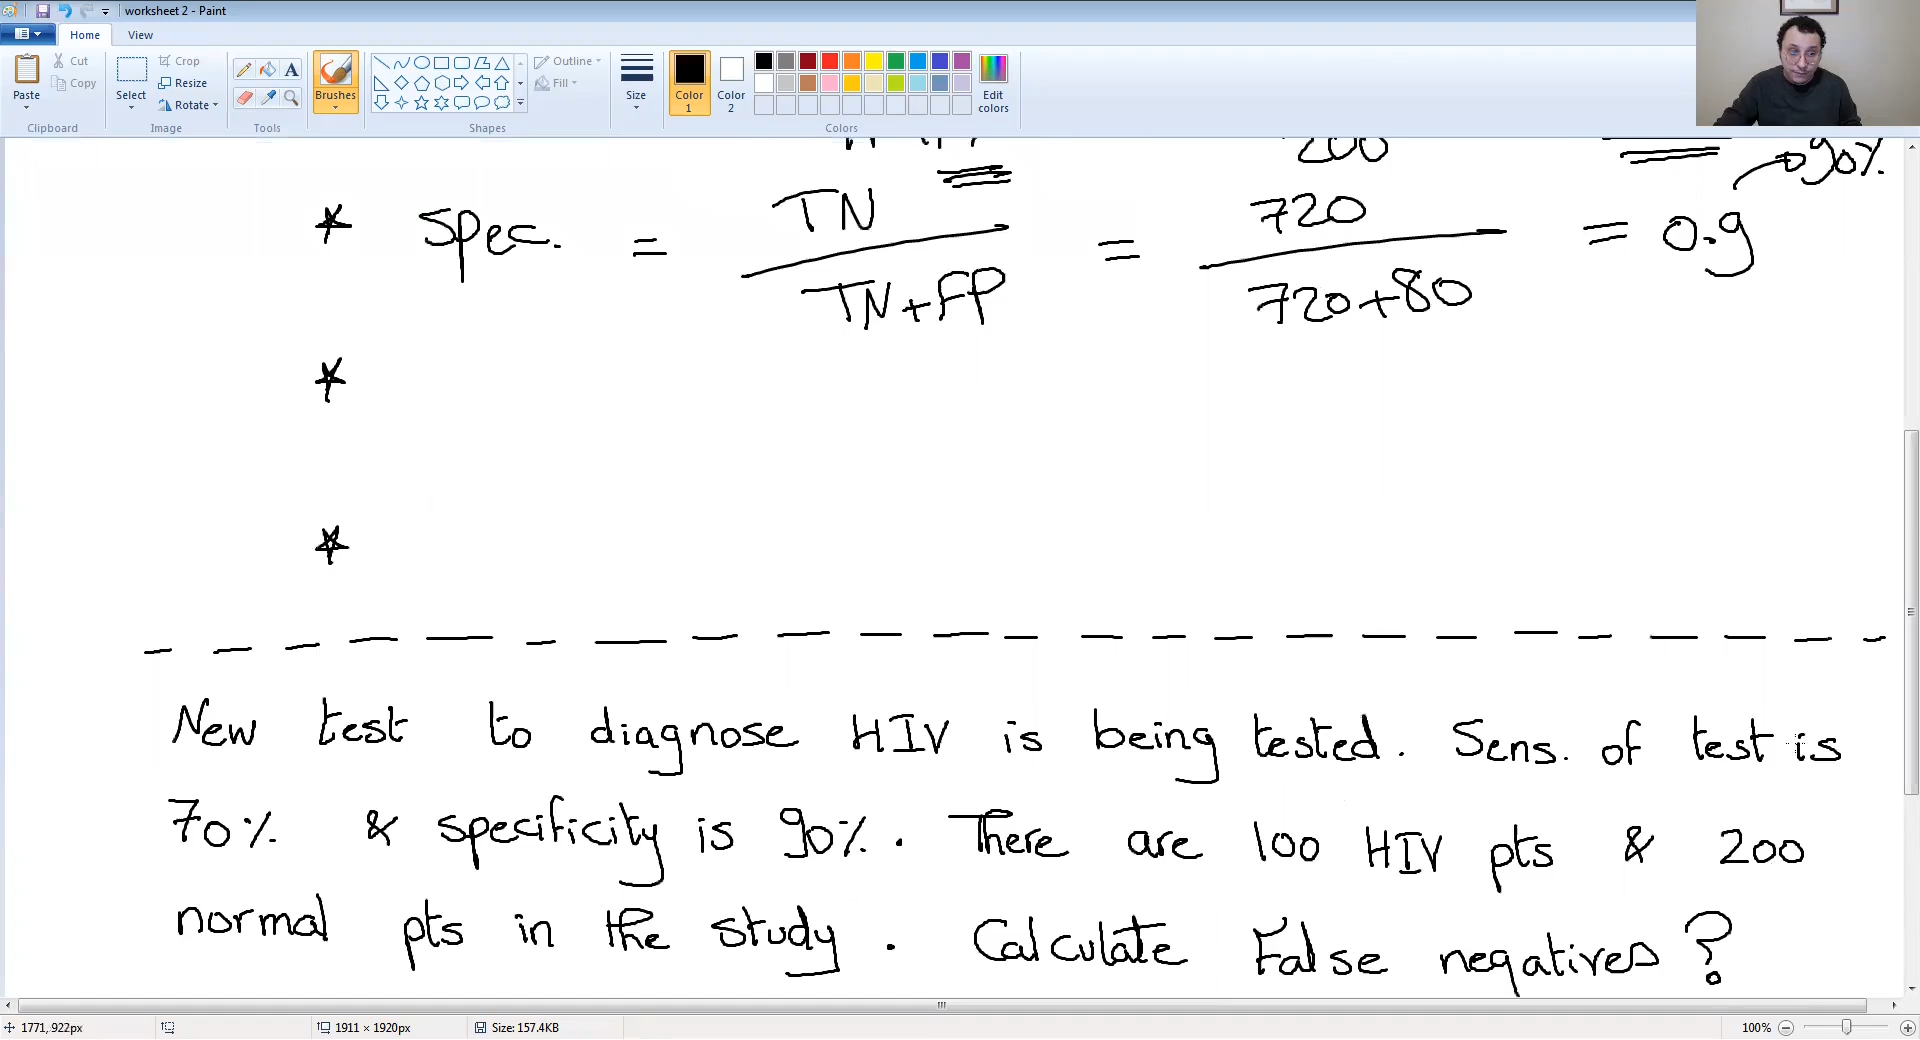 worksheet 2 - Paint
Home View
Paste Cut Copy Clipboard
Select Crop Resize Rotate Image
A Tools
Brushes
Outline Fill Shapes
Size
Color 1 Color 2 Edit colors Colors
200
90%
* Spec. = TN / TN+FP = 720 / 720+80 = 0.9
*
*
New test to diagnose HIV is being tested. Sens. of test is
70% & specificity is 90%. There are 100 HIV pts & 200
normal pts in the study. Calculate False negatives?
1771, 922px 1911 × 1920px Size: 157.4KB 100%